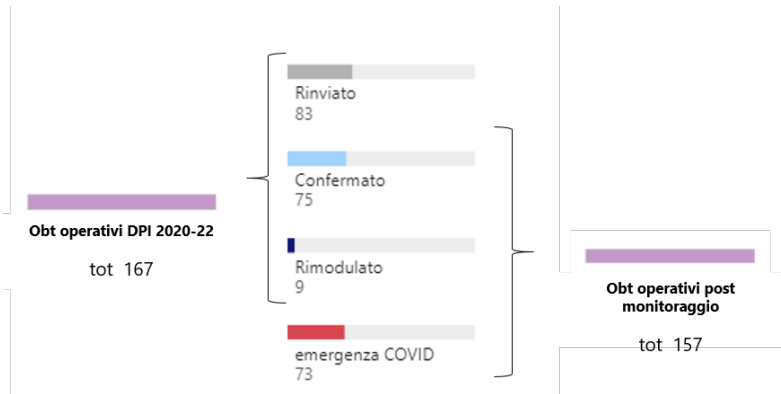 Obt operativi DPI 2020-22
tot 167
Rinviato
83
Confermato
75
Rimodulato
9
emergenza COVID
73
Obt operativi post
monitoraggio
tot 157